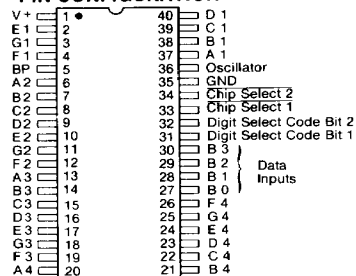 V+ 1 40 D 1
E 1 2 39 C 1
G 1 3 38 B 1
F 1 4 37 A 1
BP 5 36 Oscillator
A 2 6 35 GND
B 2 7 34 Chip Select 2
C 2 8 33 Chip Select 1
D 2 9 32 Digit Select Code Bit 2
E 2 10 31 Digit Select Code Bit 1
G 2 11 30 B 3
F 2 12 29 B 2 Data
A 3 13 28 B 1 Inputs
B 3 14 27 B 0
C 3 15 26 F 4
D 3 16 25 G 4
E 3 17 24 E 4
G 3 18 23 D 4
F 3 19 22 C 4
A 4 20 21 B 4